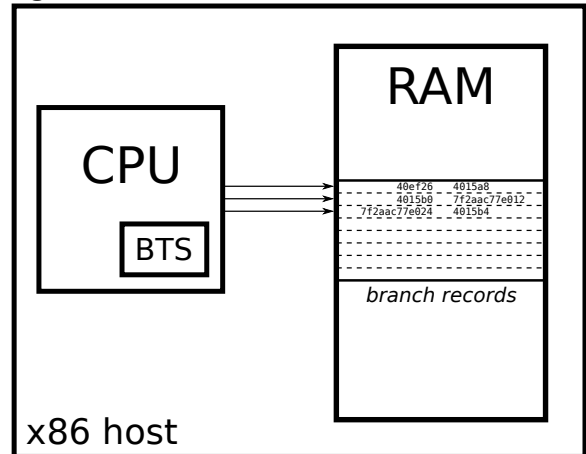 RAM
CPU
40ef26 4015a8
4015b0 7f2aac77e012
7f2aac77e024 4015b4
BTS
branch records
x86 host